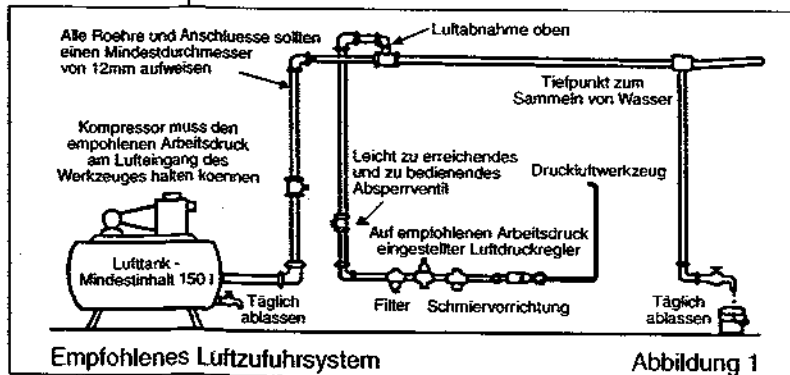 Alle Roehre und Anschluesse sollten
einen Mindestdurchmesser
von 12mm aufweisen
Luftabnahme oben
Tiefpunkt zum
Sammeln von Wasser
Kompressor muss den
empohlenen Arbeitsdruck
am Lufteingang des
Werkzeuges halten koennen
Leicht zu erreichendes
und zu bedienendes
Absperrventil
Druckluftwerkzeug
Auf empfohlenen Arbeitsdruck
eingestellter Luftdruckregler
Lufttank -
Mindestinhalt 150 l
Täglich
ablassen
Filter
Schmiervorrichtung
Täglich
ablassen
Empfohlenes Luftzufuhrsystem
Abbildung 1